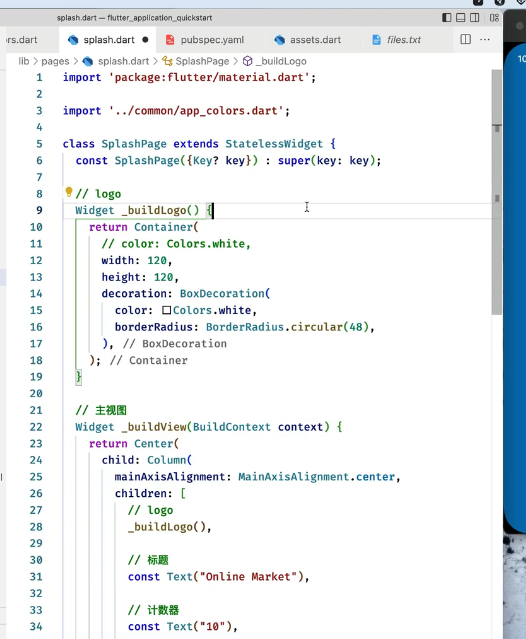 splash.dart — flutter_application_quickstart
rs.dart splash.dart pubspec.yaml assets.dart files.txt
lib > pages > splash.dart > SplashPage > _buildLogo
1 import 'package:flutter/material.dart';
2
3 import '../common/app_colors.dart';
4
5 class SplashPage extends StatelessWidget {
6 const SplashPage({Key? key}) : super(key: key);
7
8 // logo
9 Widget _buildLogo() {
10 return Container(
11 // color: Colors.white,
12 width: 120,
13 height: 120,
14 decoration: BoxDecoration(
15 color: Colors.white,
16 borderRadius: BorderRadius.circular(48),
17 ), // BoxDecoration
18 ); // Container
19 }
20
21 // 主视图
22 Widget _buildView(BuildContext context) {
23 return Center(
24 child: Column(
25 mainAxisAlignment: MainAxisAlignment.center,
26 children: [
27 // logo
28 _buildLogo(),
29
30 // 标题
31 const Text("Online Market"),
32
33 // 计数器
34 const Text("10"),